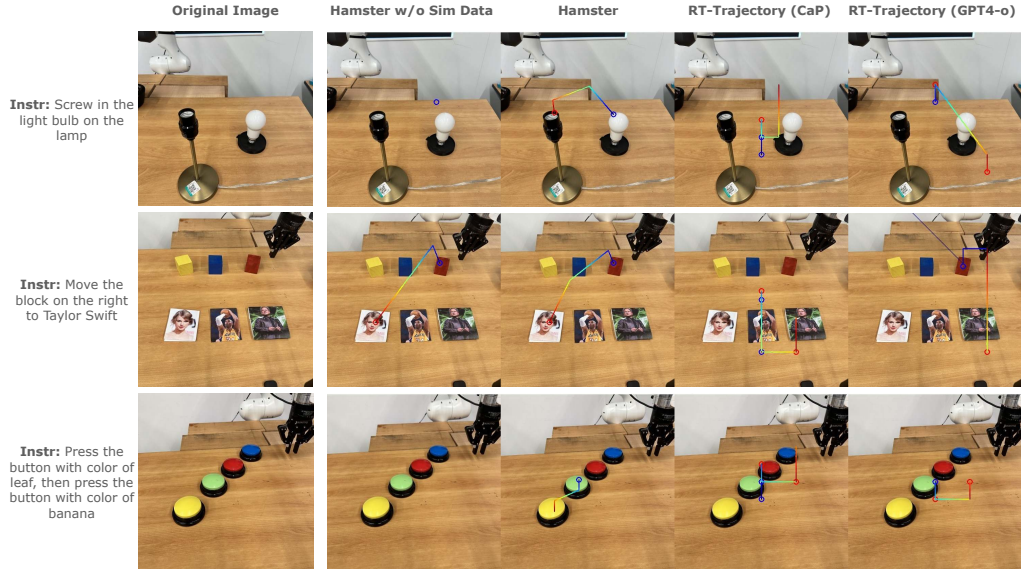 Original Image
Hamster w/o Sim Data
Hamster
RT-Trajectory (CaP)
RT-Trajectory (GPT4-o)
Instr: Screw in the
light bulb on the
lamp
Instr: Move the
block on the right
to Taylor Swift
Instr: Press the
button with color of
leaf, then press the
button with color of
banana